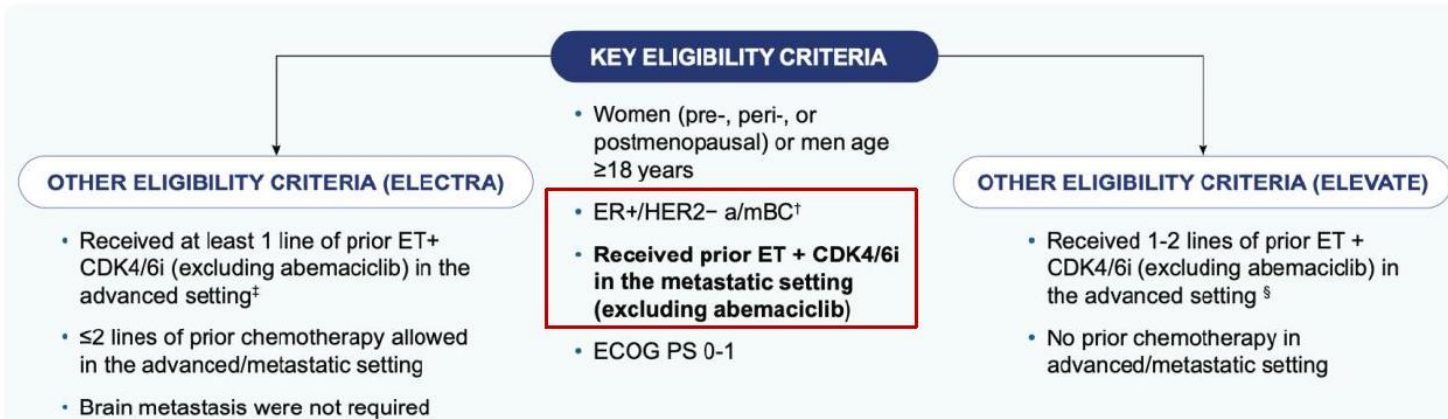 KEY ELIGIBILITY CRITERIA
• Women (pre-, peri-, or
postmenopausal) or men age
≥18 years
• ER+/HER2− a/mBC†
• Received prior ET + CDK4/6i
in the metastatic setting
(excluding abemaciclib)
• ECOG PS 0-1
OTHER ELIGIBILITY CRITERIA (ELECTRA)
• Received at least 1 line of prior ET+
CDK4/6i (excluding abemaciclib) in the
advanced setting‡
• ≤2 lines of prior chemotherapy allowed
in the advanced/metastatic setting
• Brain metastasis were not required
OTHER ELIGIBILITY CRITERIA (ELEVATE)
• Received 1-2 lines of prior ET +
CDK4/6i (excluding abemaciclib) in
the advanced setting §
• No prior chemotherapy in
advanced/metastatic setting